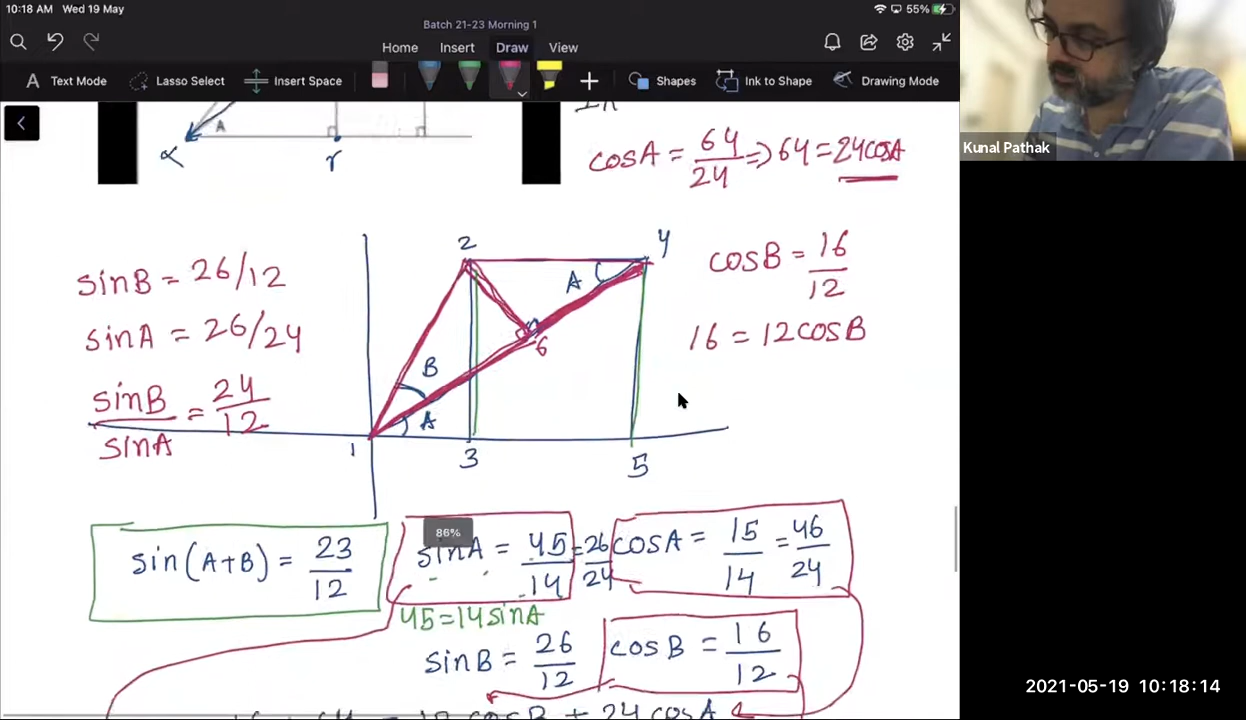 10:18 AM Wed 19 May
55%
Batch 21-23 Morning 1
Home Insert Draw View
A Text Mode Lasso Select Insert Space Shapes Ink to Shape Drawing Mode
Kunal Pathak
A
α r
cosA = 64/24 => 64 = 24cosA
2 4
A
6
B
A
1 3 5
sinB = 26/12
sinA = 26/24
sinB/sinA = 24/12
cosB = 16/12
16 = 12cosB
86%
sin(A+B) = 23/12
sinA = 45/14 = 26/24
cosA = 15/14 = 46/24
45=14sinA
sinB = 26/12
cosB = 16/12
cosB + 24cosA
2021-05-19 10:18:14